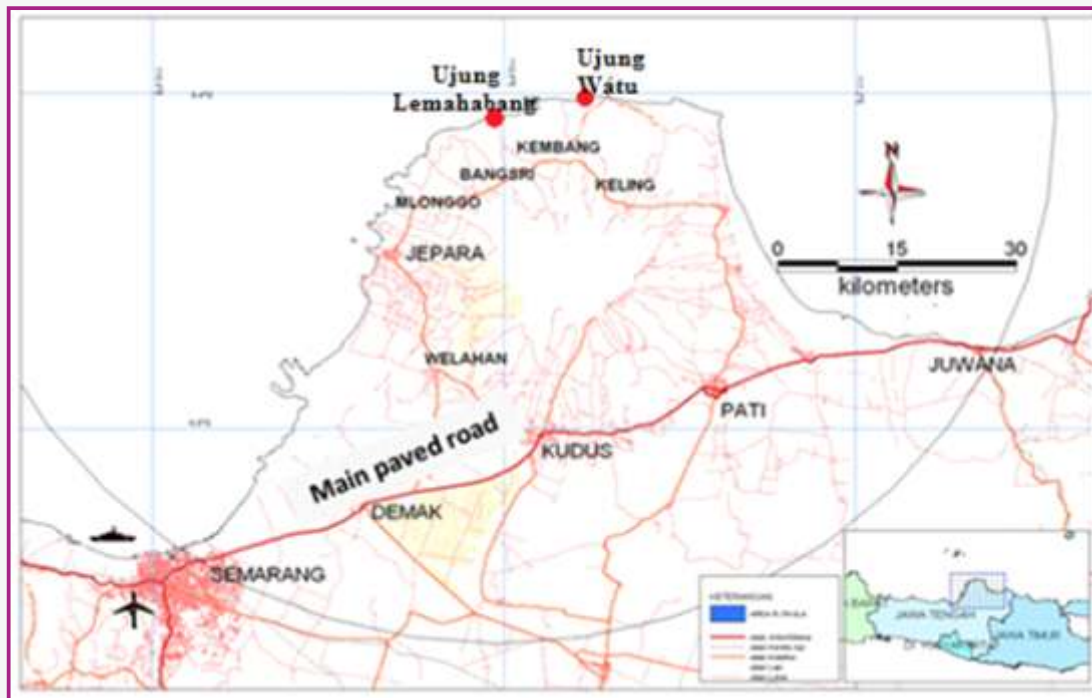 Ujung
Lemahabang
Ujung
Watu
KEMBANG
BANGSRI
KELING
MLONGGO
JEPARA
N
0 15 30
kilometers
WELAHAN
JUWANA
PATI
Main paved road
KUDUS
DEMAK
SEMARANG
JAWA TENGAH
JAWA TIMUR